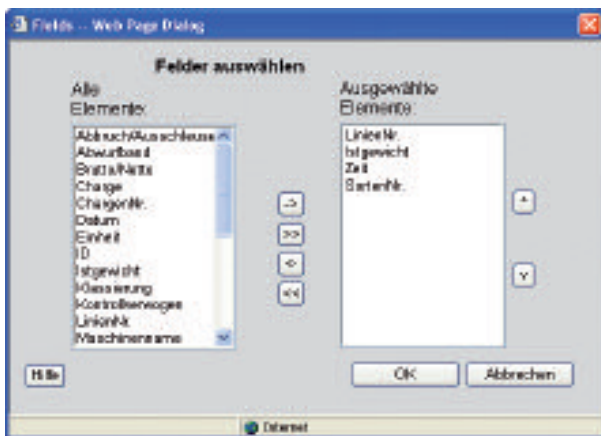 Fields -- Web Page Dialog
Felder auswählen
Alle
Elemente:
Abbruch/Ausschleuse
Abwurfband
Brutto/Netto
Charge
ChargenNr.
Datum
Einheit
ID
Istgewicht
Klassierung
Kontrollwerwogen
LinienNr.
Maschinenname
->
>>
<-
<<
Ausgewählte
Elemente:
LinienNr.
Istgewicht
Zeit
SortenNr.
^
v
Hilfe
OK
Abbrechen
Internet